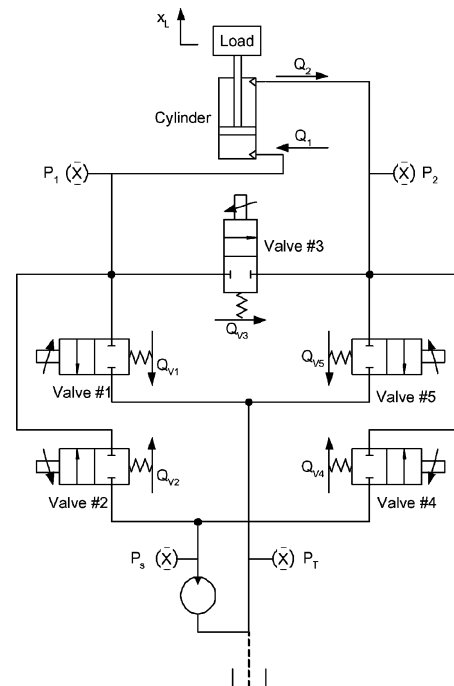 x_L
Load
Q_2
Cylinder
Q_1
P_1 (X)
(X) P_2
Valve #3
Q_V3
Q_V1
Q_V5
Valve #1
Valve #5
Q_V2
Q_V4
Valve #2
Valve #4
P_s (X)
(X) P_T